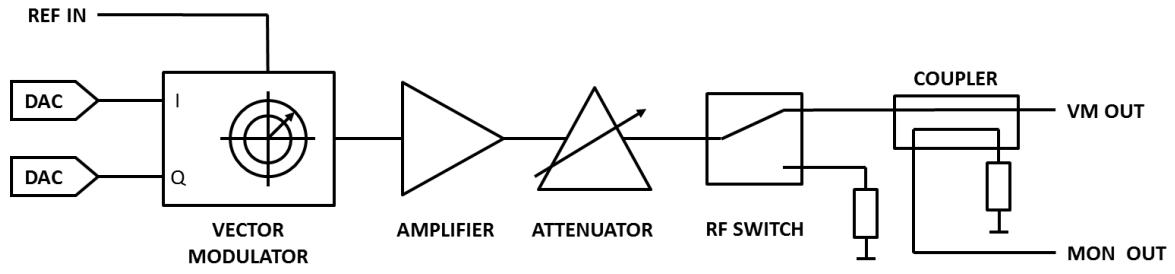 REF IN
DAC
I
DAC
Q
VECTOR
MODULATOR
AMPLIFIER
ATTENUATOR
RF SWITCH
COUPLER
VM OUT
MON OUT